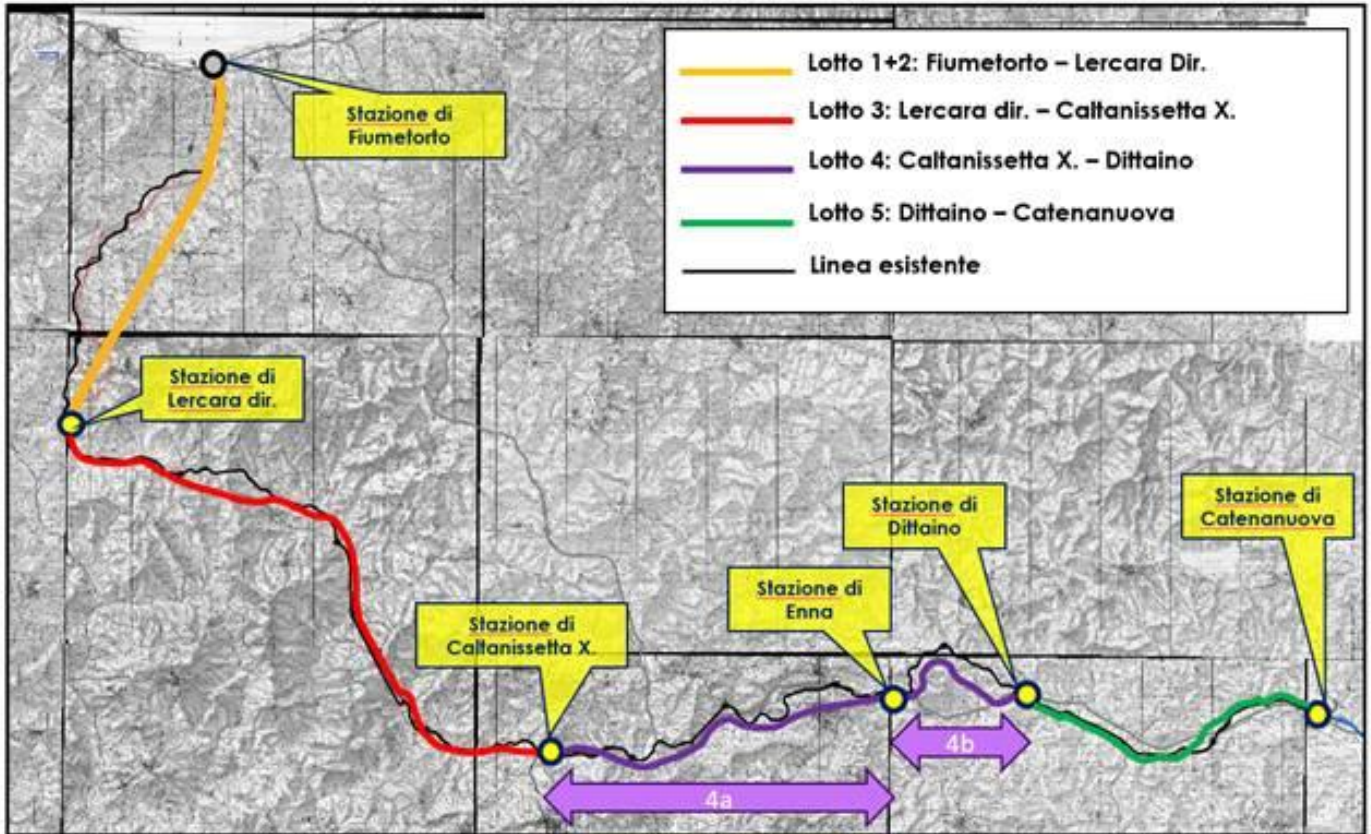 Lotto 1+2: Fiumetorto – Lercara Dir.
Lotto 3: Lercara dir. – Caltanissetta X.
Lotto 4: Caltanissetta X. – Dittaino
Lotto 5: Dittaino – Catenanuova
Linea esistente
Stazione di
Fiumetorto
Stazione di
Lercara dir.
Stazione di
Caltanissetta X.
Stazione di
Enna
Stazione di
Dittaino
Stazione di
Catenanuova
4a
4b